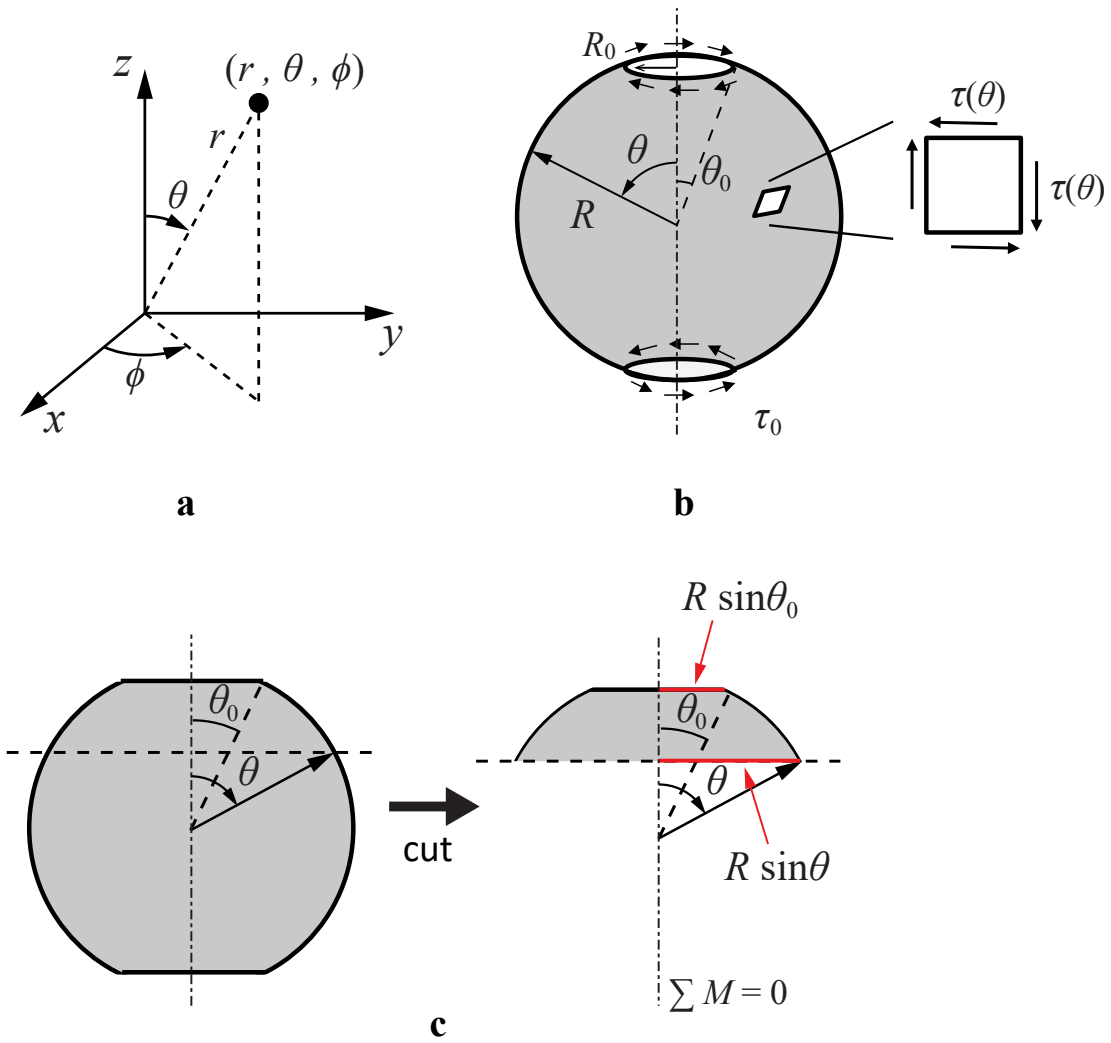 z
(r , θ , ϕ)
r
θ
y
ϕ
x
a
R₀
θ
θ₀
R
τ(θ)
τ(θ)
τ₀
b
θ₀
θ
cut
R sinθ₀
θ₀
θ
R sinθ
∑ M = 0
c